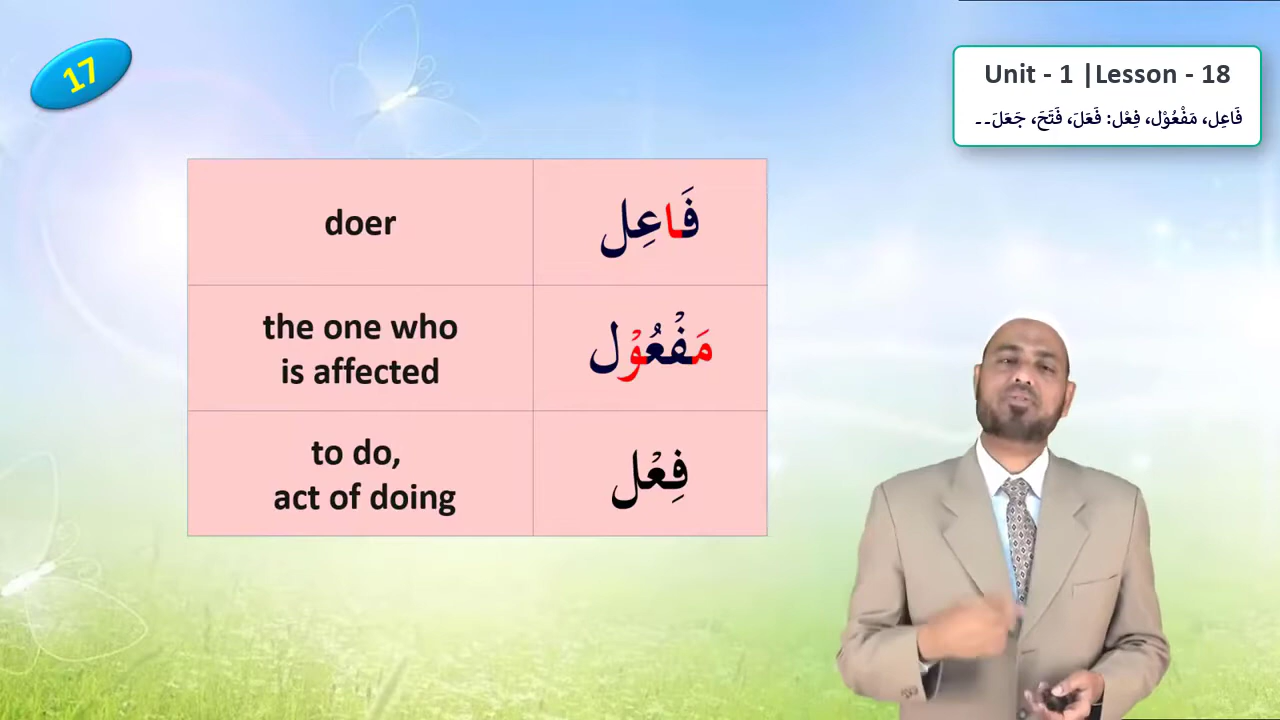 17
Unit - 1 |Lesson - 18
فَاعِل، مَفْعُوْل، فِعْل: فَعَلَ، فَتَحَ، جَعَلَ۔۔
doer
فَاعِل
the one who
is affected
مَفْعُوْل
to do,
act of doing
فِعْل